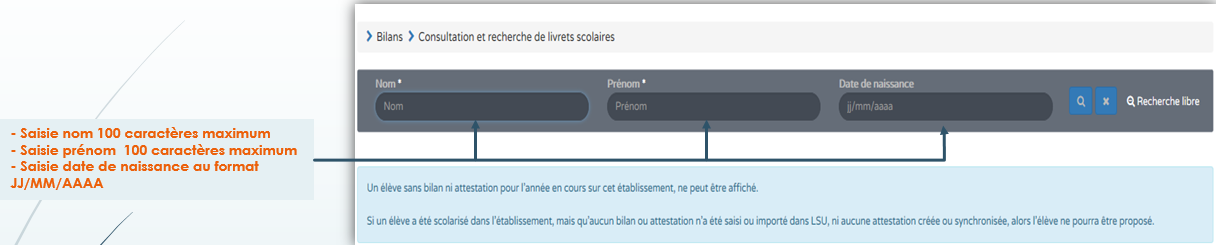 Bilans Consultation et recherche de livrets scolaires
Nom * Prénom * Date de naissance
Nom Prénom jj/mm/aaaa Recherche libre
- Saisie nom 100 caractères maximum
- Saisie prénom 100 caractères maximum
- Saisie date de naissance au format
JJ/MM/AAAA
Un élève sans bilan ni attestation pour l'année en cours sur cet établissement, ne peut être affiché.
Si un élève a été scolarisé dans l'établissement, mais qu'aucun bilan ou attestation n'a été saisi ou importé dans LSU, ni aucune attestation créée ou synchronisée, alors l'élève ne pourra être proposé.